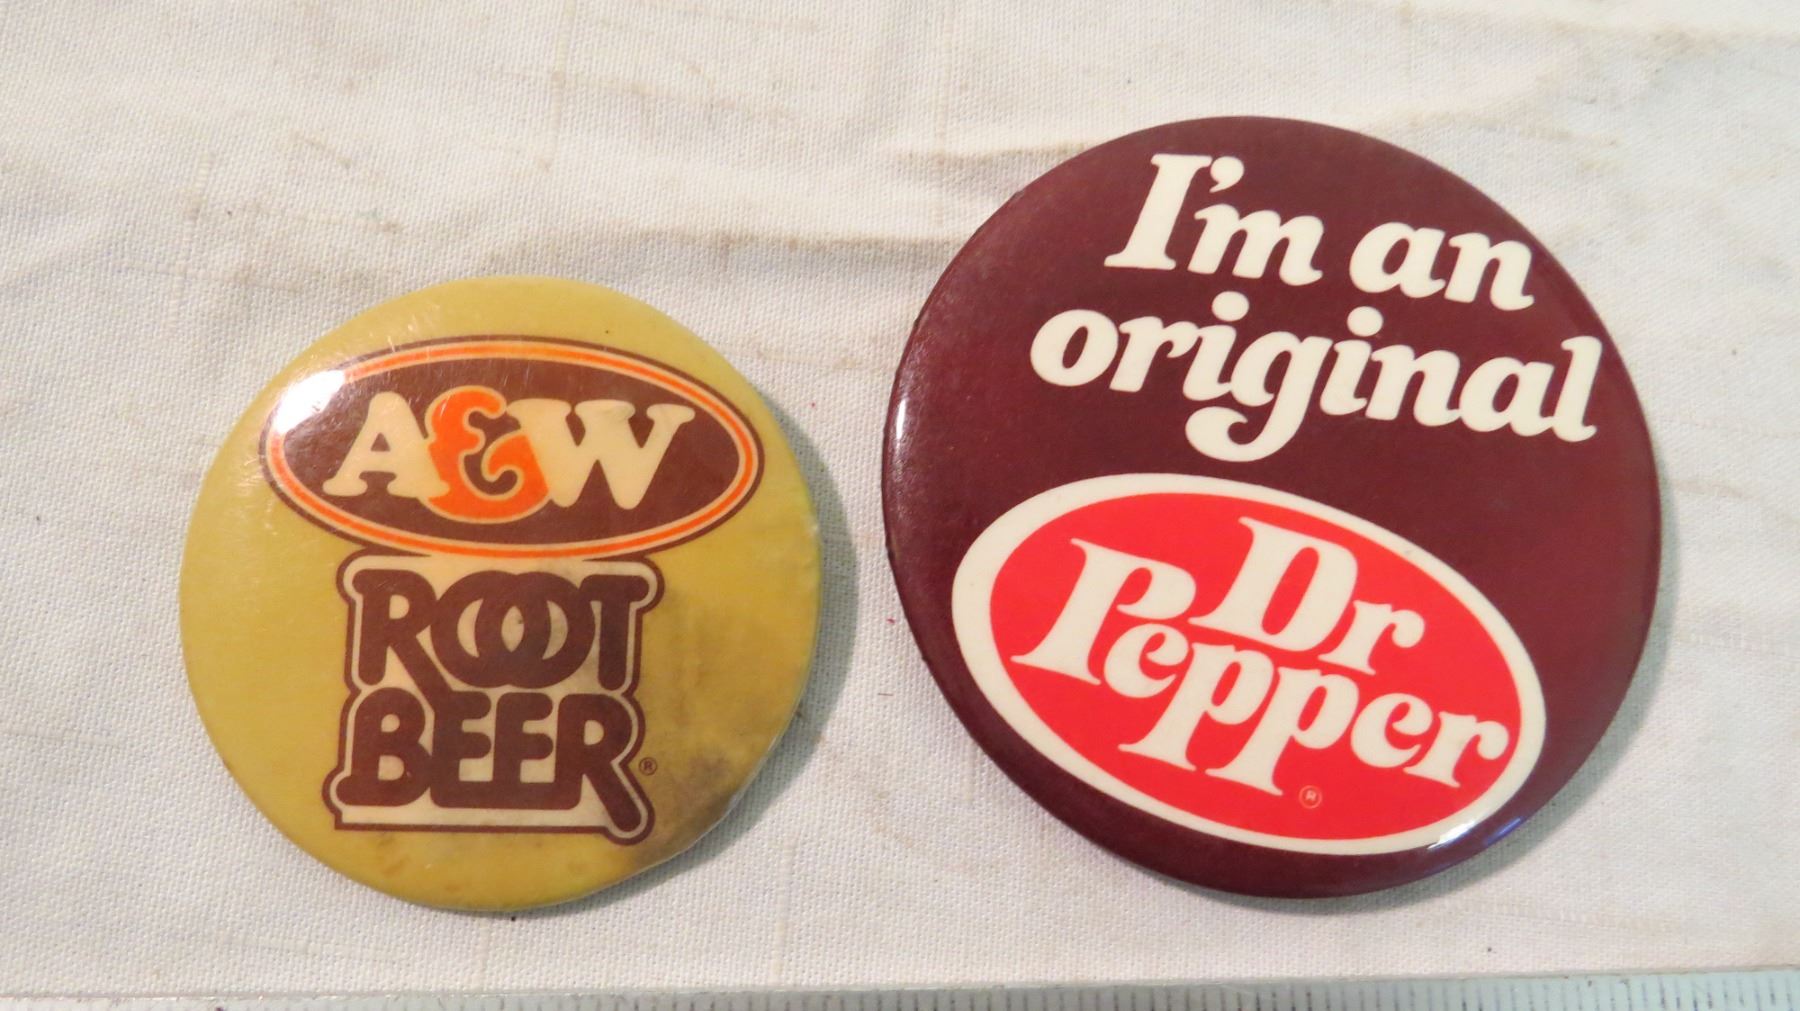 A&W
ROOT
BEER®
I'm an
original
Dr
Pepper®